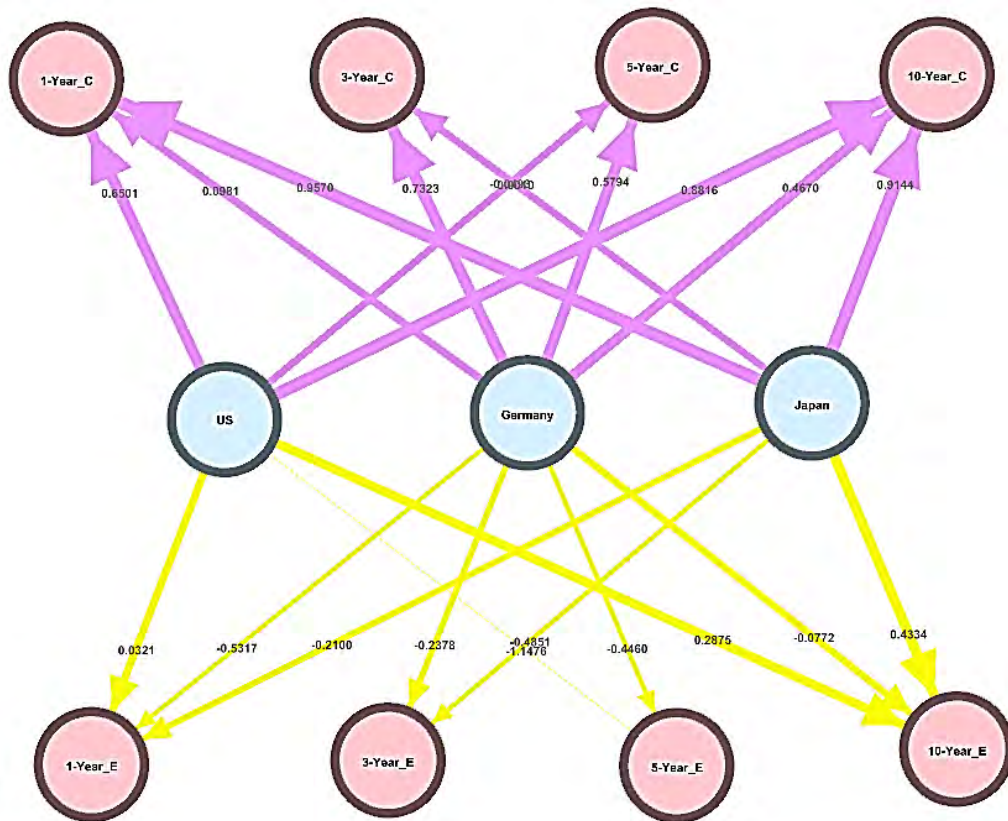 1-Year_C
3-Year_C
5-Year_C
10-Year_C
0.6501
0.0981
0.9570
0.7323
0.5794
0.8816
0.4670
0.9144
US
Germany
Japan
0.0321
-0.5317
-0.2100
-0.2378
-0.4851
-1.1476
-0.4460
0.2875
-0.0772
0.4334
1-Year_E
3-Year_E
5-Year_E
10-Year_E